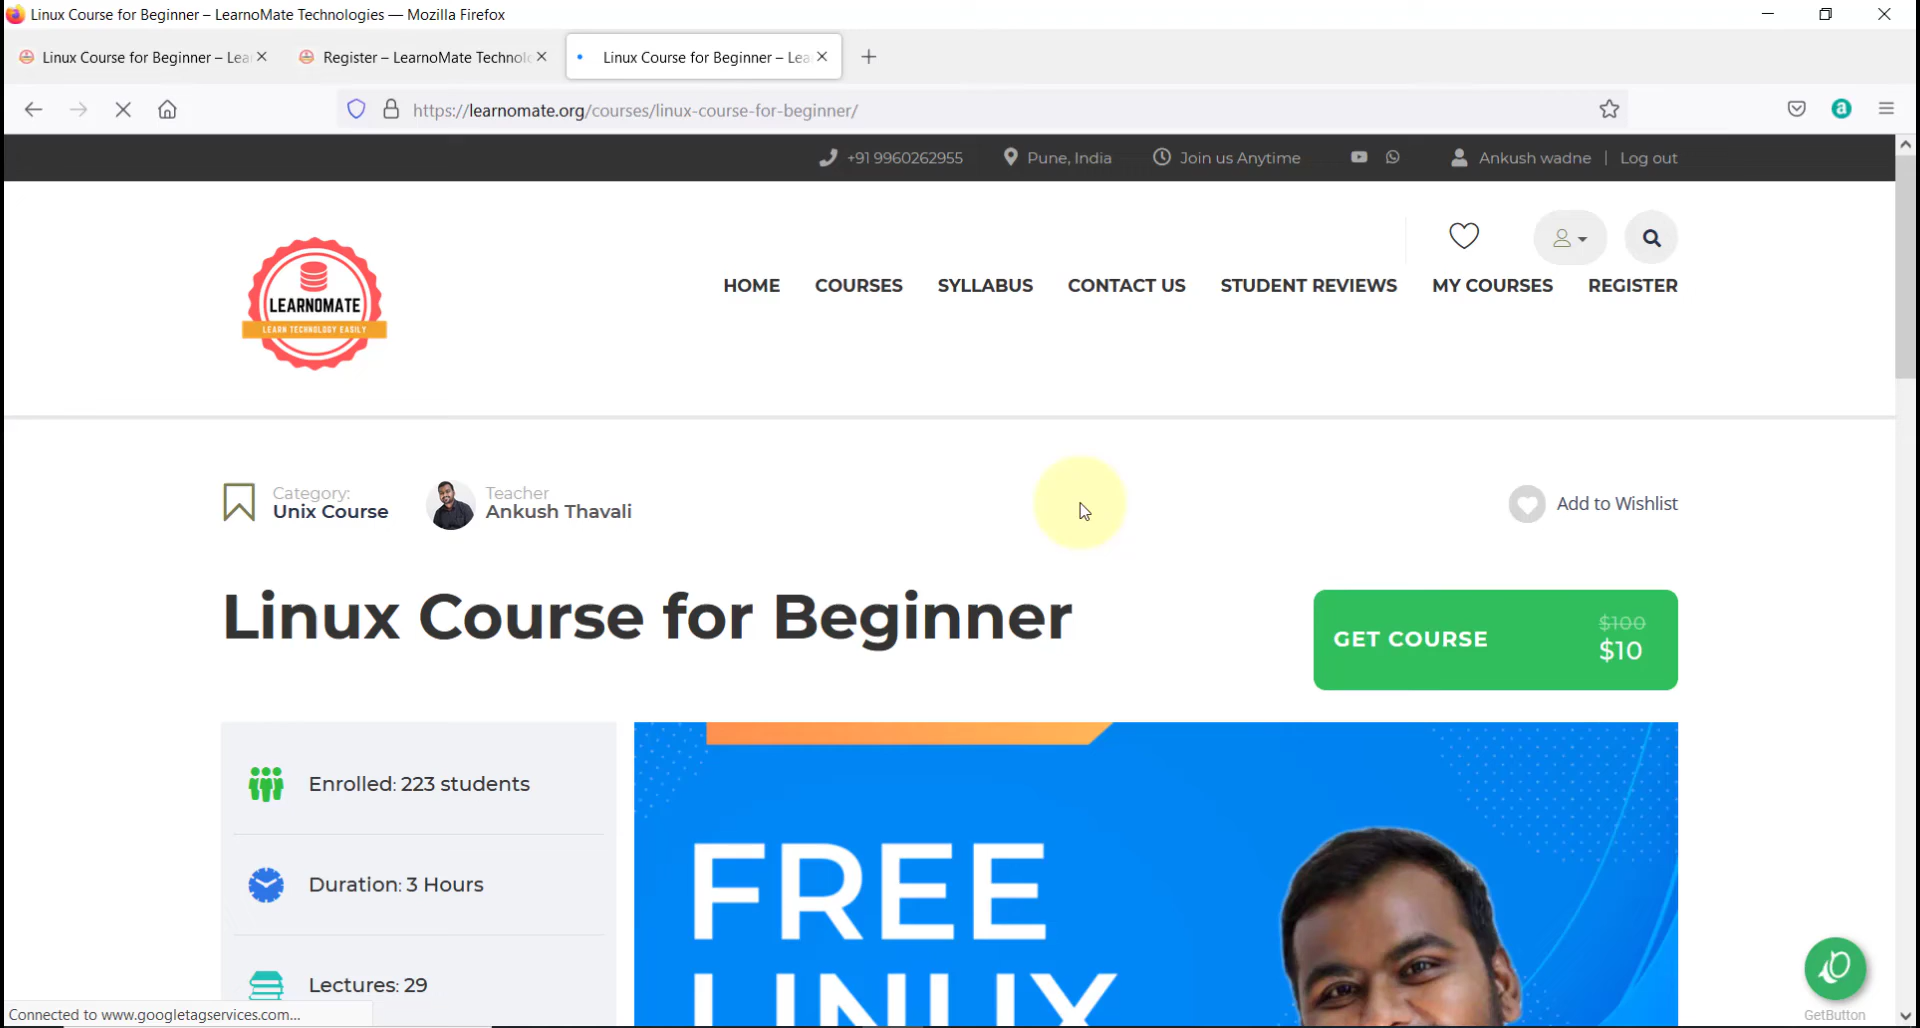 Linux Course for Beginner – LearnoMate Technologies — Mozilla Firefox
Linux Course for Beginner – Lea
Register – LearnoMate Technol
Linux Course for Beginner – Lea
https://learnomate.org/courses/linux-course-for-beginner/
+91 9960262955
Pune, India
Join us Anytime
Ankush wadne | Log out
LEARNOMATE
LEARN TECHNOLOGY EASILY
HOME
COURSES
SYLLABUS
CONTACT US
STUDENT REVIEWS
MY COURSES
REGISTER
Category:
Unix Course
Teacher
Ankush Thavali
Add to Wishlist
Linux Course for Beginner
GET COURSE
$100
$10
Enrolled: 223 students
Duration: 3 Hours
Lectures: 29
FREE
LINUX
GetButton
Connected to www.googletagservices.com...